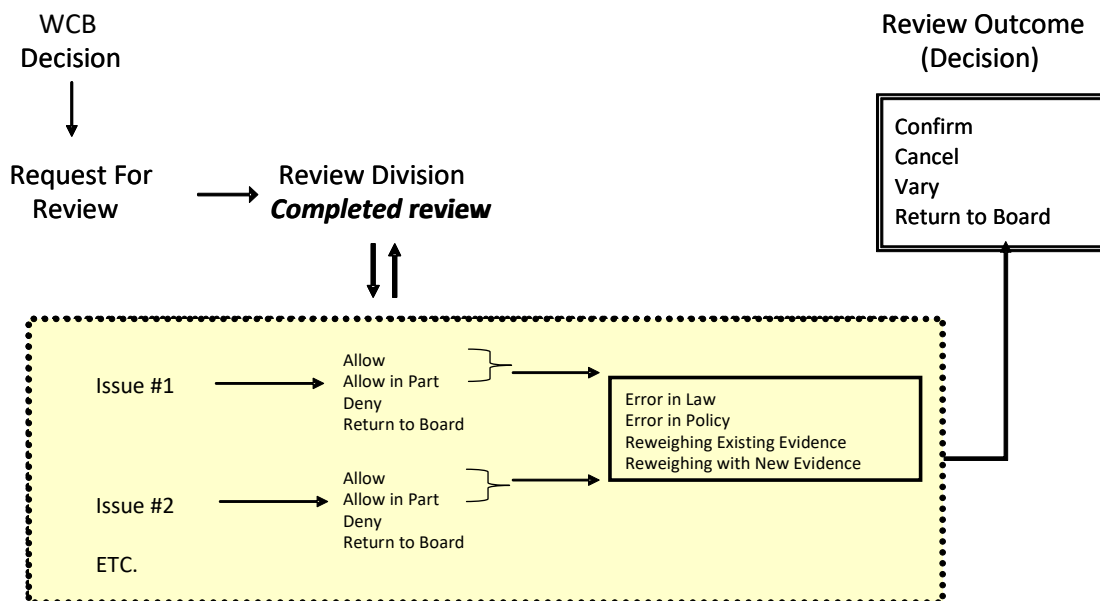 WCB
Decision
Review Outcome
(Decision)
Confirm
Cancel
Vary
Return to Board
Request For
Review
Review Division
Completed review
Issue #1
Allow
Allow in Part
Deny
Return to Board
Error in Law
Error in Policy
Reweighing Existing Evidence
Reweighing with New Evidence
Issue #2
Allow
Allow in Part
Deny
Return to Board
ETC.